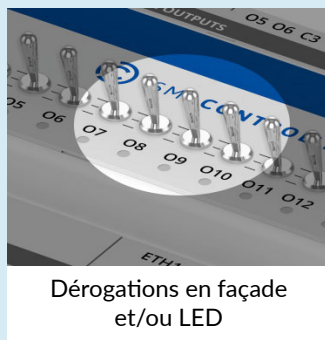 OUTPUTS
O5 O6 C3
CONTROL
O5
O6
O7
O8
O9
O10
O11
O12
ETH1
Dérogations en façade
et/ou LED